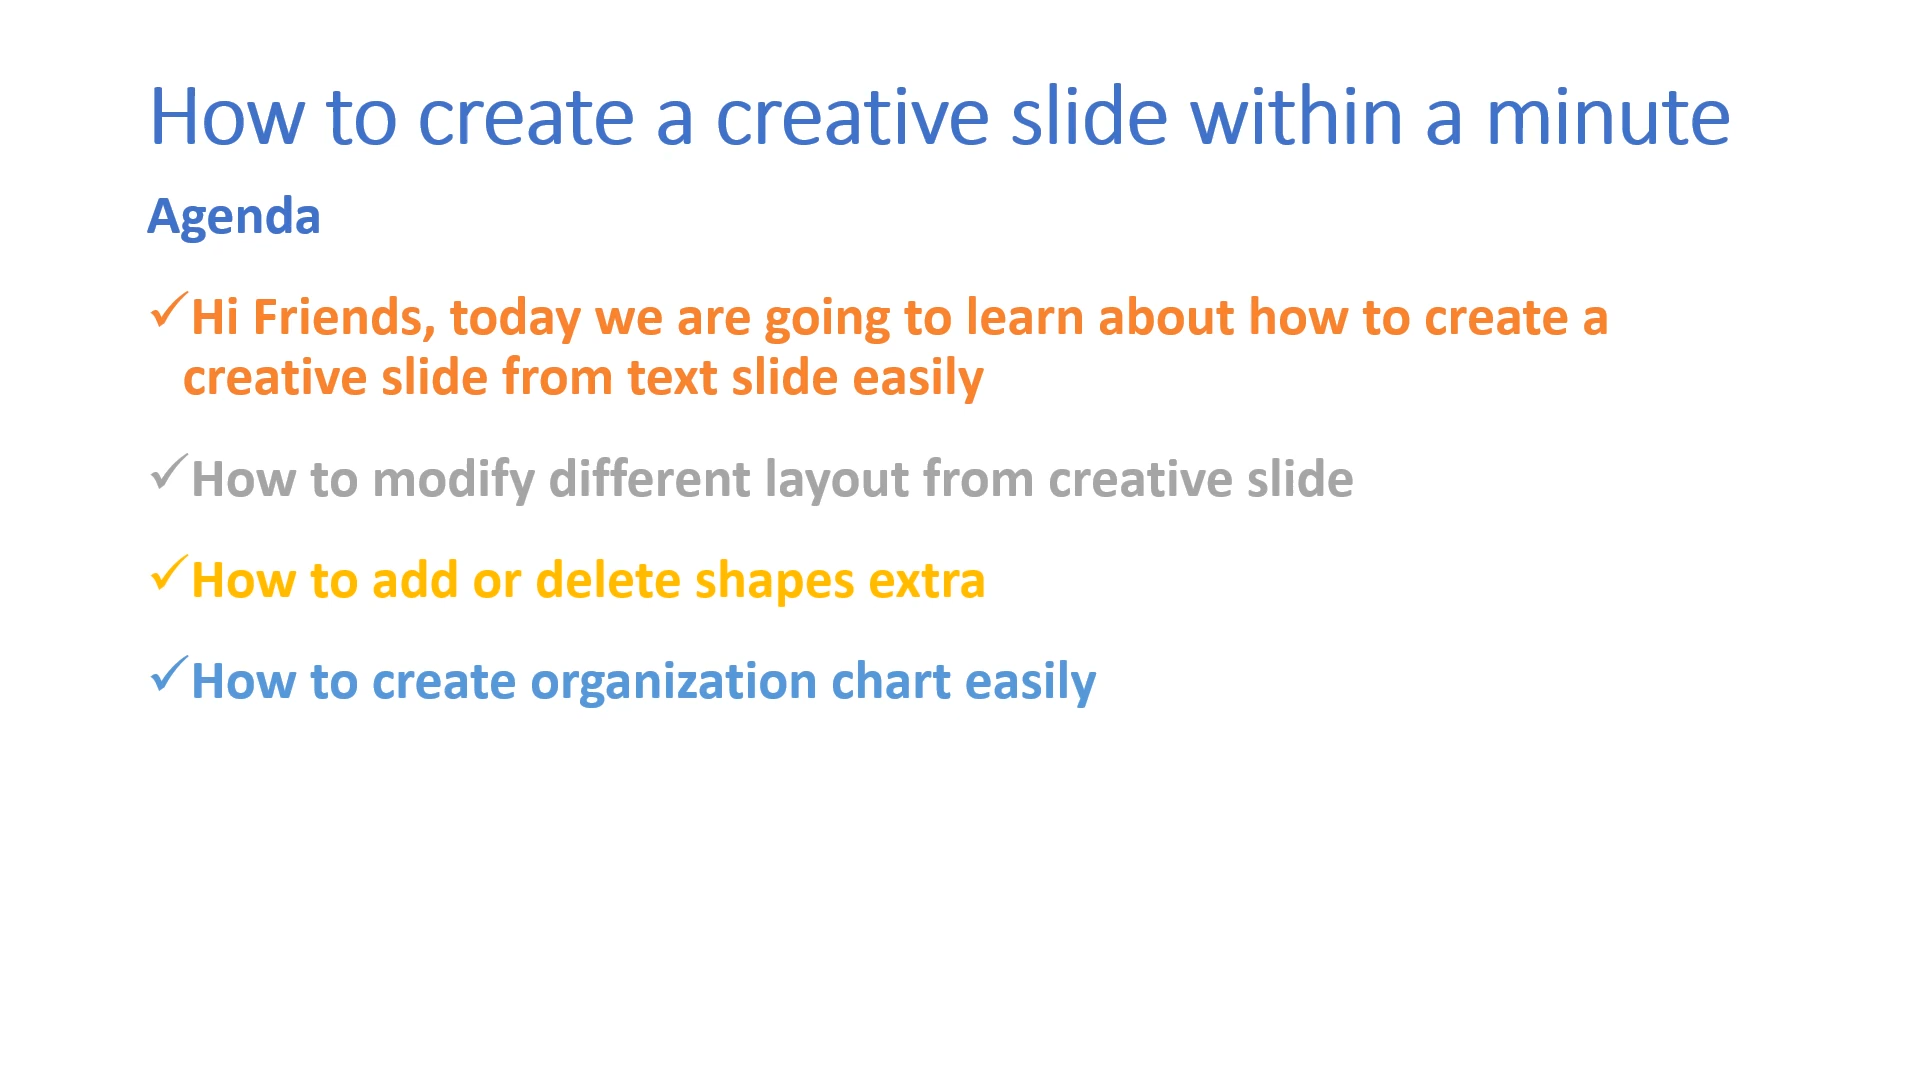 How to create a creative slide within a minute
Agenda
✓Hi Friends, today we are going to learn about how to create a
creative slide from text slide easily
✓How to modify different layout from creative slide
✓How to add or delete shapes extra
✓How to create organization chart easily